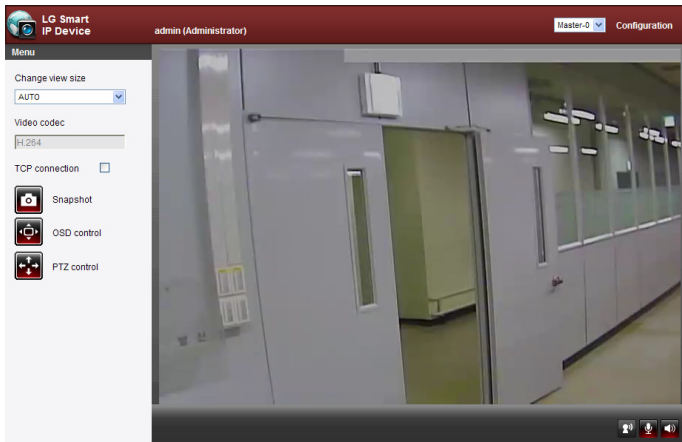 LG Smart
IP Device
admin (Administrator)
Master-0
Configuration
Menu
Change view size
AUTO
Video codec
H.264
TCP connection
Snapshot
OSD control
PTZ control